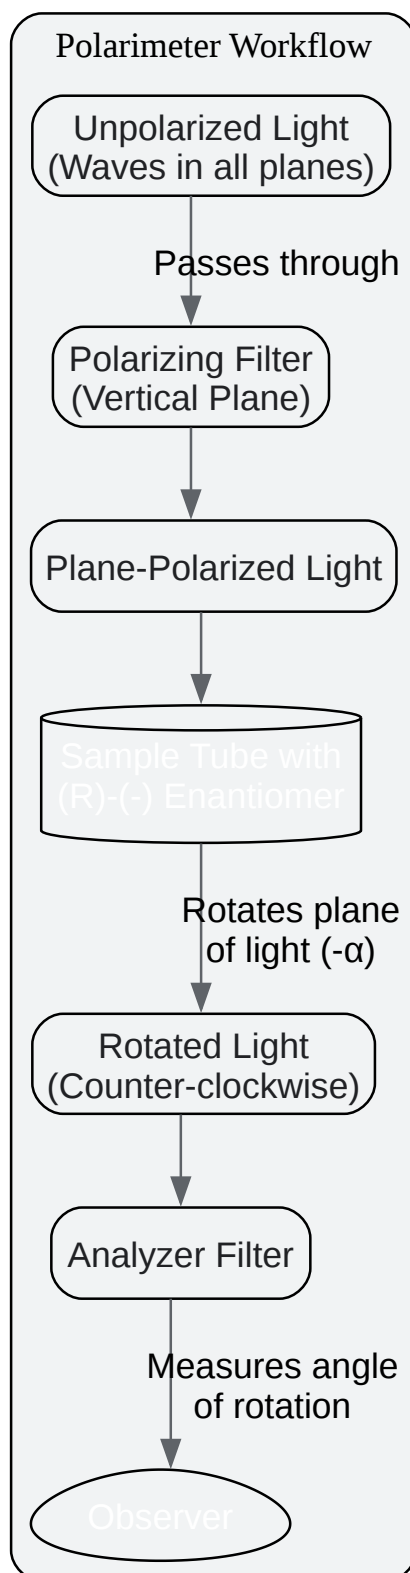 Polarimeter Workflow
Unpolarized Light
(Waves in all planes)
Passes through
Polarizing Filter
(Vertical Plane)
Plane-Polarized Light
Sample Tube with
(R)-(-) Enantiomer
Rotates plane
of light (-α)
Rotated Light
(Counter-clockwise)
Analyzer Filter
Measures angle
of rotation
Observer